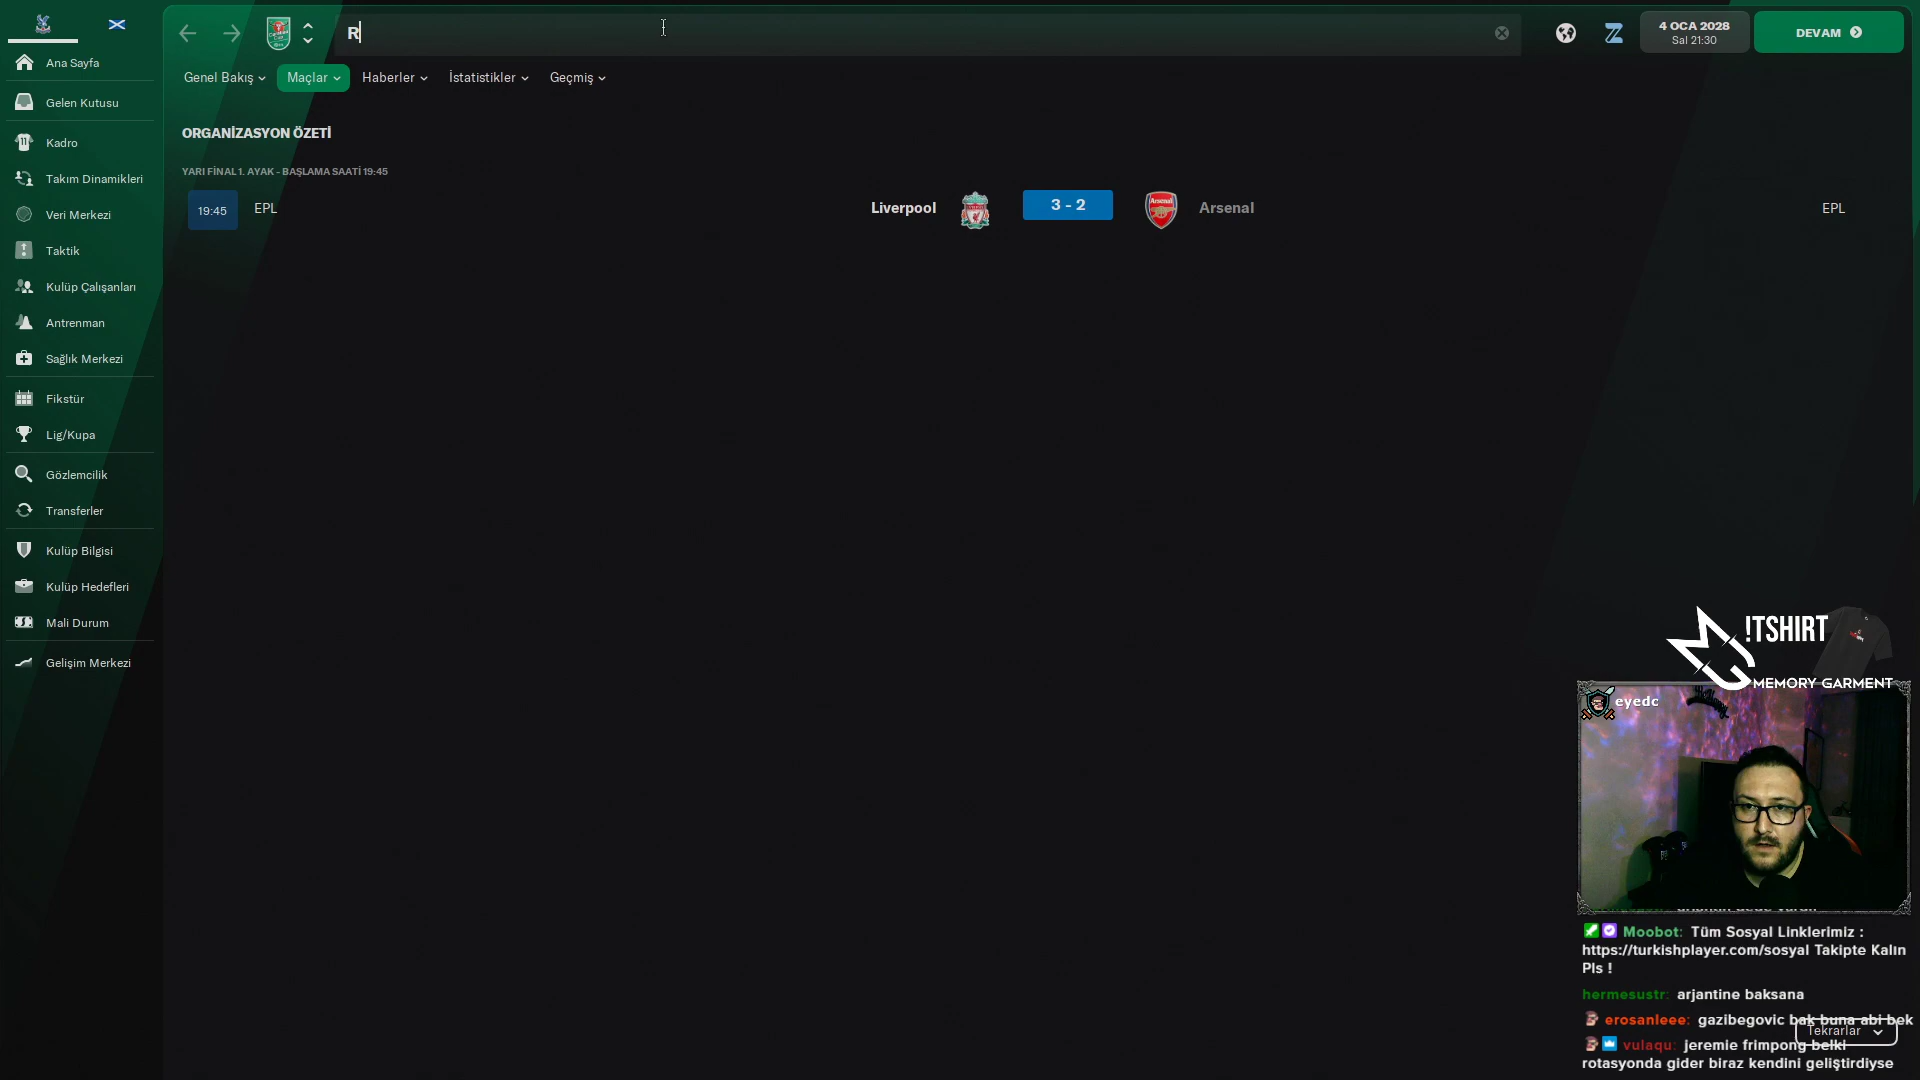 R
4 OCA 2028
Sal 21:30
DEVAM
Ana Sayfa
Gelen Kutusu
Kadro
Takım Dinamikleri
Veri Merkezi
Taktik
Kulüp Çalışanları
Antrenman
Sağlık Merkezi
Fikstür
Lig/Kupa
Gözlemcilik
Transferler
Kulüp Bilgisi
Kulüp Hedefleri
Mali Durum
Gelişim Merkezi
Genel Bakış
Maçlar
Haberler
İstatistikler
Geçmiş
ORGANİZASYON ÖZETİ
YARI FİNAL 1. AYAK - BAŞLAMA SAATİ 19:45
19:45 EPL Liverpool 3 - 2 Arsenal EPL
!TSHIRT
MEMORY GARMENT
eyedc
Moobot: Tüm Sosyal Linklerimiz :
https://turkishplayer.com/sosyal Takipte Kalın
Pls !
hermesustr: arjantine baksana
erosanleee: gazibegovic bak buna abi bek
Tekrarlar
vulaqu: jeremie frimpong belki
rotasyonda gider biraz kendini geliştirdiyse